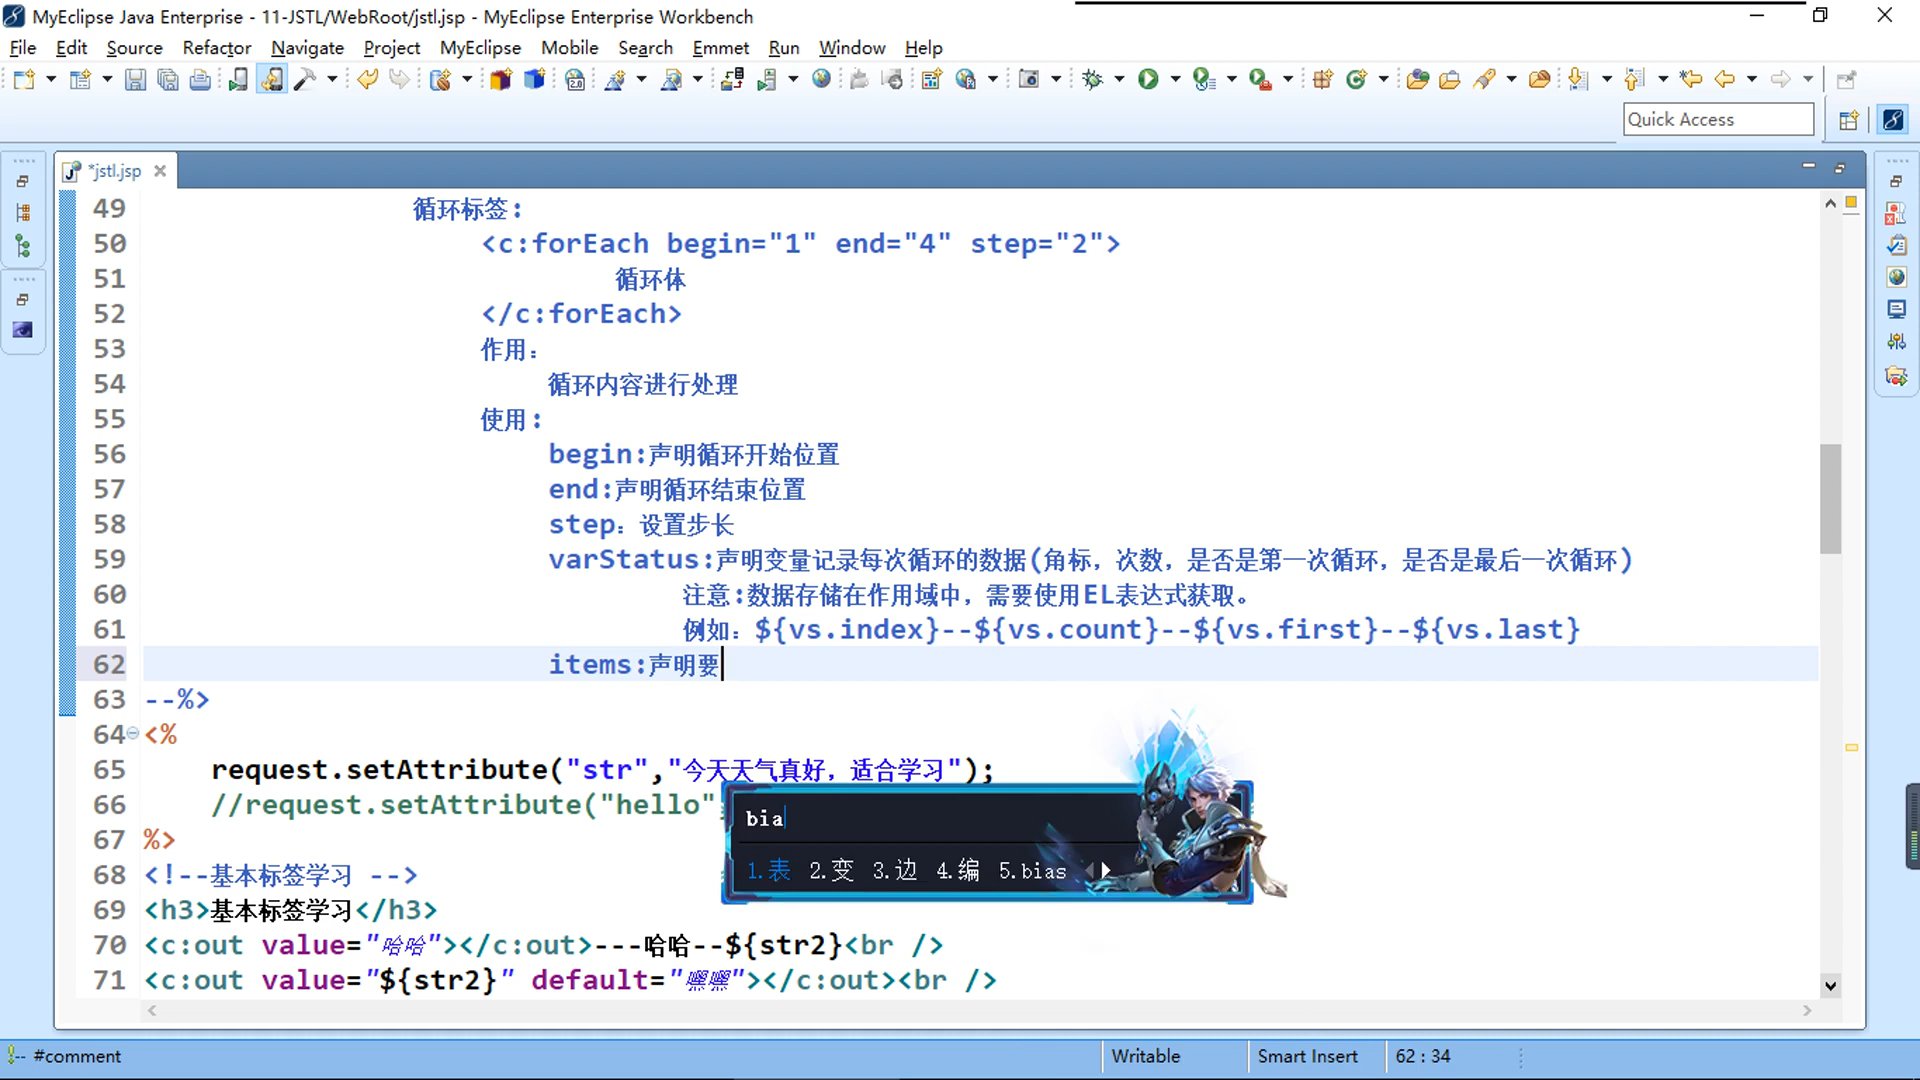 MyEclipse Java Enterprise - 11-JSTL/WebRoot/jstl.jsp - MyEclipse Enterprise Workbench
File Edit Source Refactor Navigate Project MyEclipse Mobile Search Emmet Run Window Help
Quick Access
*jstl.jsp
49 循环标签:
50 <c:forEach begin="1" end="4" step="2">
51 循环体
52 </c:forEach>
53 作用：
54 循环内容进行处理
55 使用:
56 begin:声明循环开始位置
57 end:声明循环结束位置
58 step：设置步长
59 varStatus:声明变量记录每次循环的数据(角标，次数，是否是第一次循环，是否是最后一次循环)
60 注意:数据存储在作用域中，需要使用EL表达式获取。
61 例如：${vs.index}--${vs.count}--${vs.first}--${vs.last}
62 items:声明要
63 --%>
64 <%
65 request.setAttribute("str","今天天气真好，适合学习");
66 //request.setAttribute("hello"
67 %>
68 <!--基本标签学习 -->
69 <h3>基本标签学习</h3>
70 <c:out value="哈哈"></c:out>---哈哈--${str2}<br />
71 <c:out value="${str2}" default="嘿嘿"></c:out><br />
bia
1.表 2.变 3.边 4.编 5.bias
#comment Writable Smart Insert 62 : 34